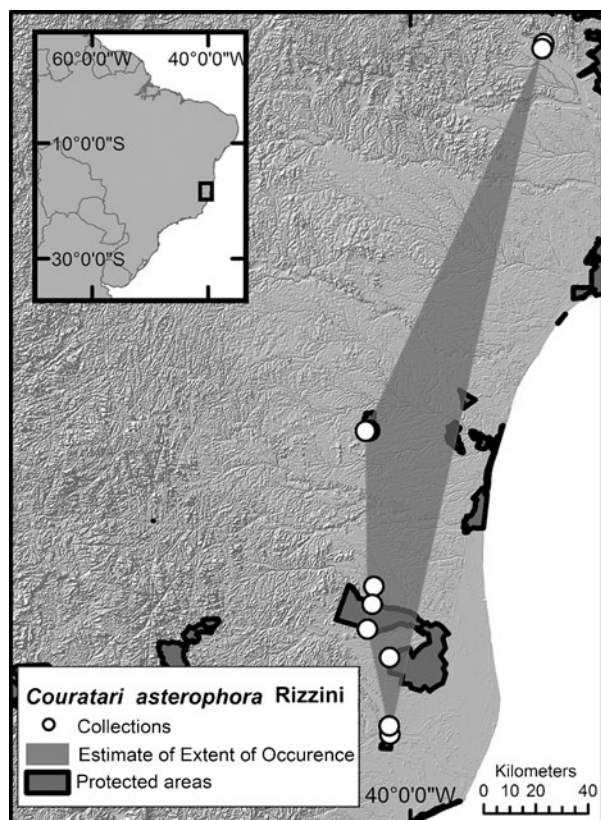 60°0'0"W 40°0'0"W
10°0'0"S
30°0'0"S
Couratari asterophora Rizzini
Collections
Estimate of Extent of Occurence
Protected areas
40°0'0"W
Kilometers
0 20 40